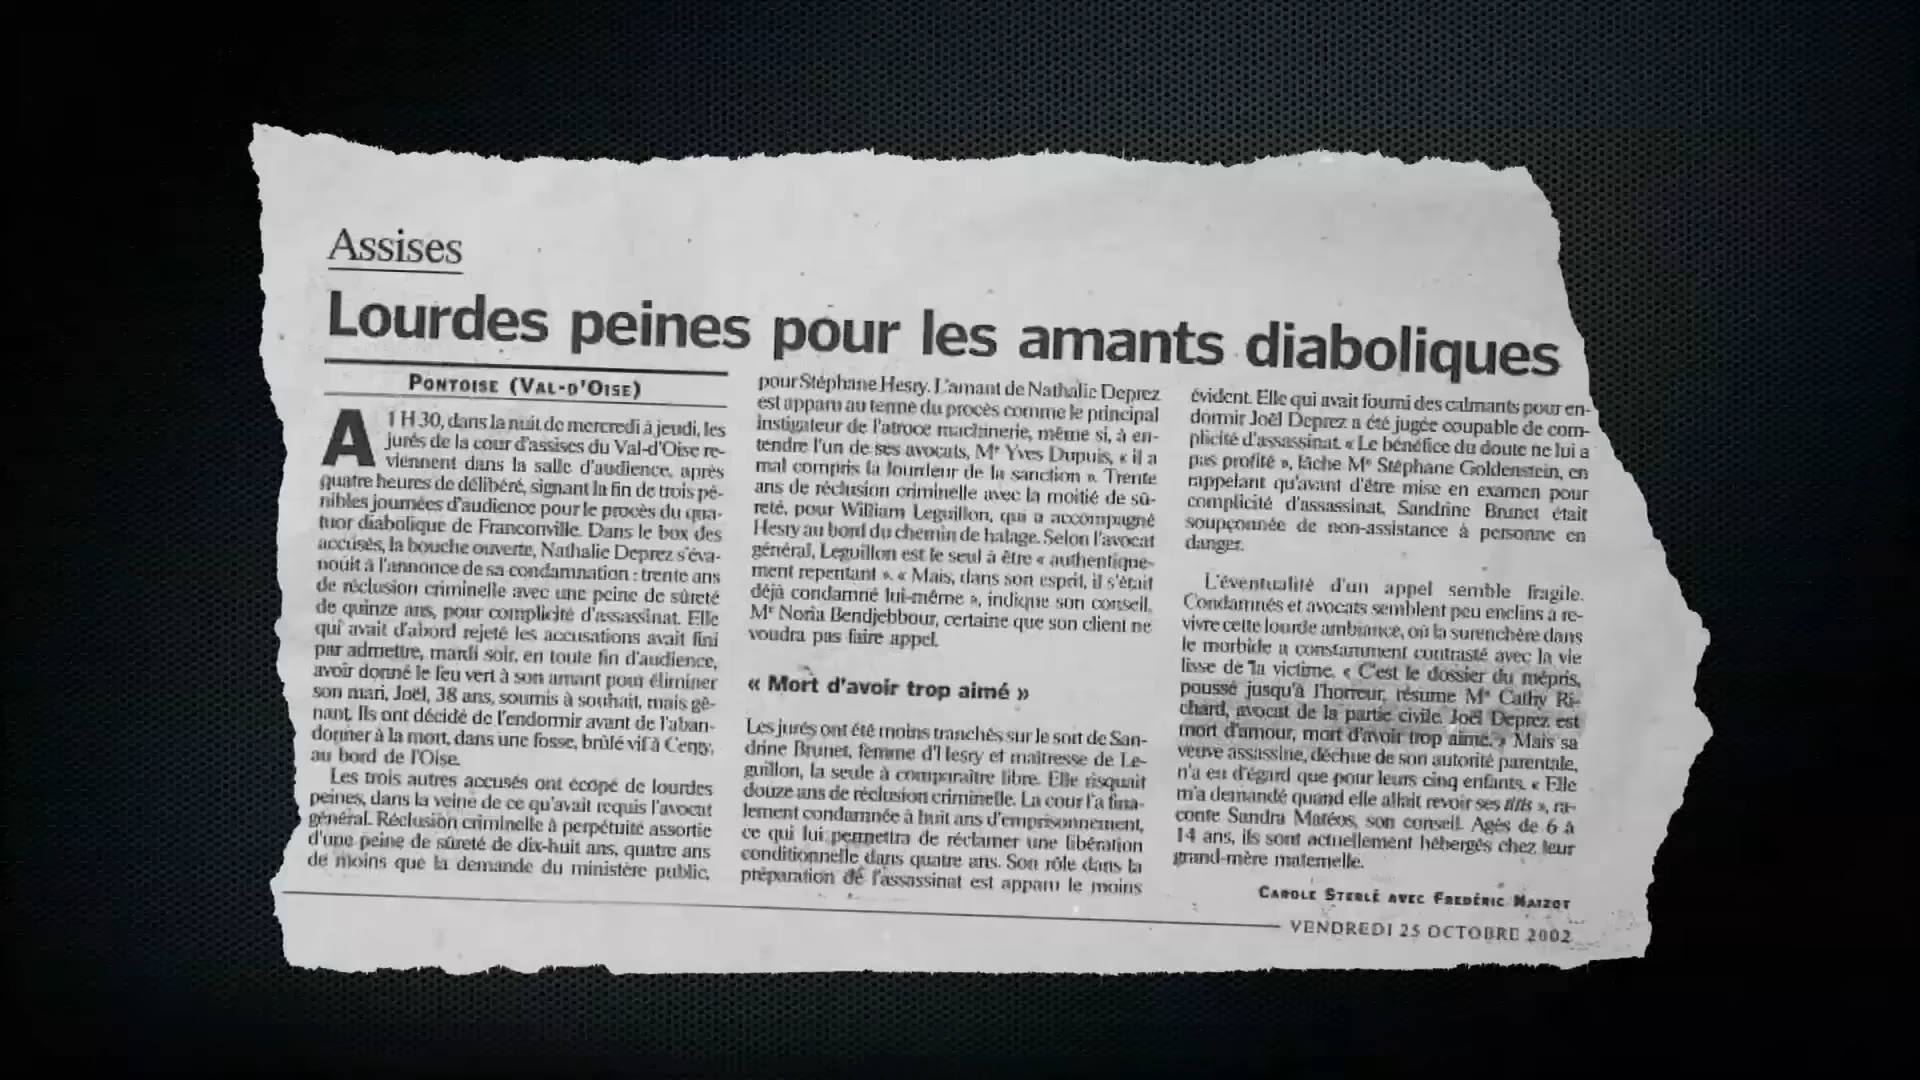 Assises
Lourdes peines pour les amants diaboliques
PONTOISE (VAL-D'OISE)
A 1 H 30, dans la nuit de mercredi à jeudi, les
jurés de la cour d'assises du Val-d'Oise re-
viennent dans la salle d'audience, après
quatre heures de délibéré, signant la fin de trois pé-
nibles journées d'audience pour le procès du qua-
tuor diabolique de Franconville. Dans le box des
accusés, la bouche ouverte, Nathalie Deprez s'éva-
nouit à l'annonce de sa condamnation : trente ans
de réclusion criminelle avec une peine de sûreté
de quinze ans, pour complicité d'assassinat. Elle
qui avait d'abord rejeté les accusations avait fini
par admettre, mardi soir, en toute fin d'audience,
avoir donné le feu vert à son amant pour éliminer
son mari, Joël, 38 ans, soumis à souhait, mais gê-
nant. Ils ont décidé de l'endormir avant de l'aban-
donner à la mort, dans une fosse, brûlé vif à Cergy,
au bord de l'Oise.
Les trois autres accusés ont écopé de lourdes
peines, dans la veine de ce qu'avait requis l'avocat
général. Réclusion criminelle à perpétuité assortie
d'une peine de sûreté de dix-huit ans, quatre ans
de moins que la demande du ministère public,
pour Stéphane Hesry. L'amant de Nathalie Deprez
est apparu au terme du procès comme le principal
instigateur de l'atroce machinerie, même si, à en-
tendre l'un de ses avocats, Me Yves Dupuis, « il a
mal compris la lourdeur de la sanction ». Trente
ans de réclusion criminelle avec la moitié de sû-
reté, pour William Leguillon, qui a accompagné
Hesry au bord du chemin de halage. Selon l'avocat
général, Leguillon est le seul à être « authentique-
ment repentant ». « Mais, dans son esprit, il s'était
déjà condamné lui-même », indique son conseil,
Me Noria Bendjebbour, certaine que son client ne
voudra pas faire appel.
« Mort d'avoir trop aimé »
Les jurés ont été moins tranchés sur le sort de San-
drine Brunet, femme d'Hesry et maîtresse de Le-
guillon, la seule à comparaître libre. Elle risquait
douze ans de réclusion criminelle. La cour l'a fina-
lement condamnée à huit ans d'emprisonnement,
ce qui lui permettra de réclamer une libération
conditionnelle dans quatre ans. Son rôle dans la
préparation de l'assassinat est apparu le moins
évident. Elle qui avait fourni des calmants pour en-
dormir Joël Deprez a été jugée coupable de com-
plicité d'assassinat. « Le bénéfice du doute ne lui a
pas profité », lâche Me Stéphane Goldenstein, en
rappelant qu'avant d'être mise en examen pour
complicité d'assassinat, Sandrine Brunet était
soupçonnée de non-assistance à personne en
danger.
L'éventualité d'un appel semble fragile.
Condamnés et avocats semblent peu enclins à re-
vivre cette lourde ambiance, où la surenchère dans
le morbide a constamment contrasté avec la vie
lisse de la victime. « C'est le dossier du mépris,
poussé jusqu'à l'horreur, résume Me Cathy Ri-
chard, avocat de la partie civile. Joël Deprez est
mort d'amour, mort d'avoir trop aimé. » Mais sa
veuve assassine, déchue de son autorité parentale,
n'a eu d'égard que pour leurs cinq enfants. « Elle
m'a demandé quand elle allait revoir ses titis », ra-
conte Sandra Matéos, son conseil. Agés de 6 à
14 ans, ils sont actuellement hébergés chez leur
grand-mère maternelle.
CAROLE STERLÉ AVEC FRÉDÉRIC NAIZOT
VENDREDI 25 OCTOBRE 2002